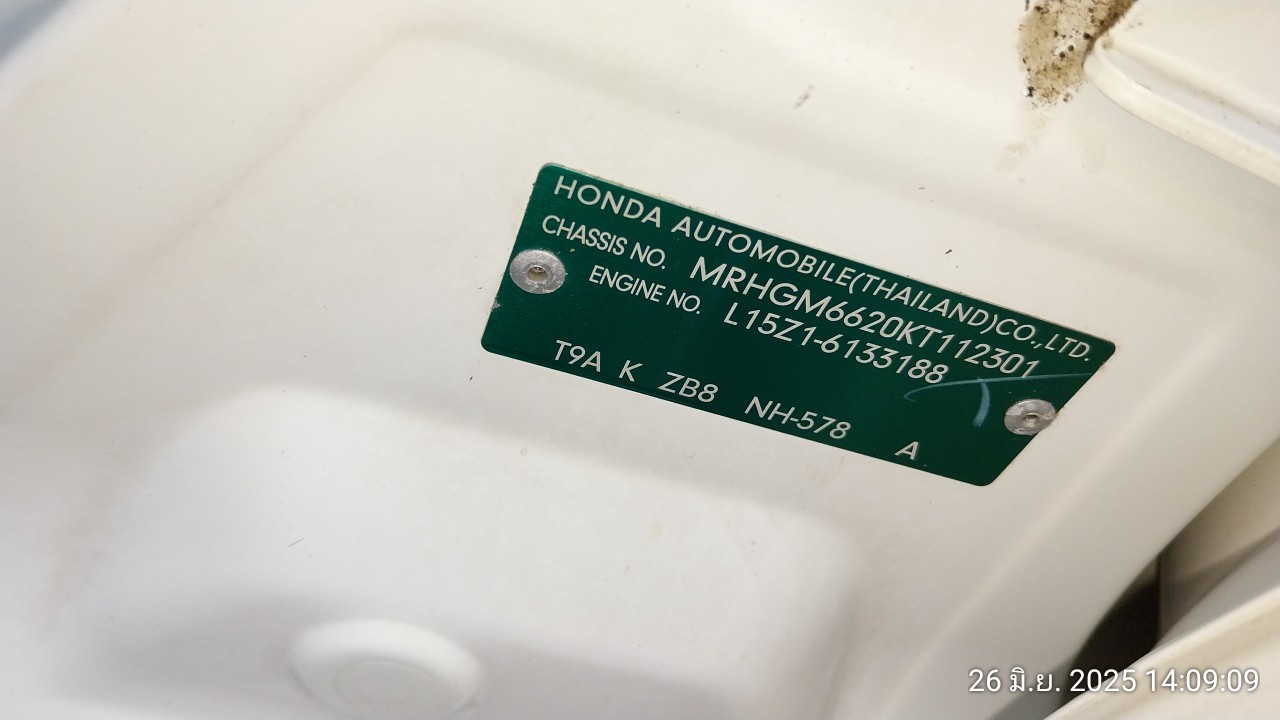 HONDA AUTOMOBILE(THAILAND)CO.,LTD.
CHASSIS NO. MRHGM6620KT112301
ENGINE NO. L15Z1-6133188
T9A K ZB8 NH-578 A
26 มิ.ย. 2025 14:09:09